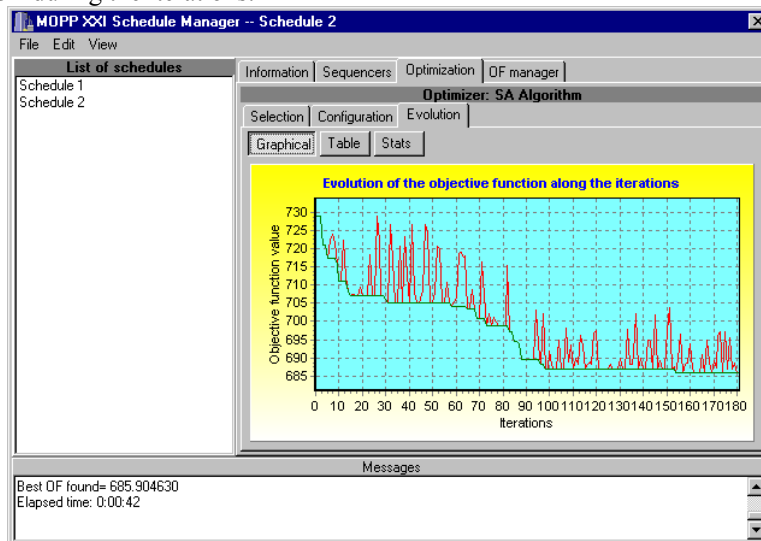 MOPP XXI Schedule Manager -- Schedule 2
File Edit View
List of schedules
Schedule 1
Schedule 2
Information Sequencers Optimization OF manager
Optimizer: SA Algorithm
Selection Configuration Evolution
Graphical Table Stats
Evolution of the objective function along the iterations
Objective function value
730
725
720
715
710
705
700
695
690
685
0 10 20 30 40 50 60 70 80 90 100 110 120 130 140 150 160 170 180
Iterations
Messages
Best OF found= 685.904630
Elapsed time: 0:00:42